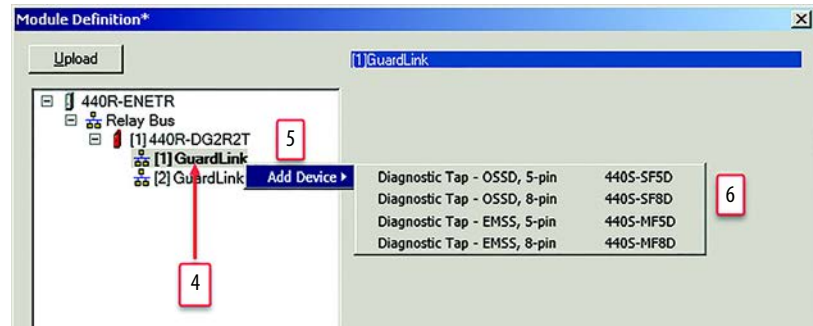 Module Definition*
Upload
[1]GuardLink
440R-ENETR
Relay Bus
[1] 440R-DG2R2T
5
[1] GuardLink
[2] GuardLink
Add Device
Diagnostic Tap - OSSD, 5-pin 440S-SF5D
Diagnostic Tap - OSSD, 8-pin 440S-SF8D
Diagnostic Tap - EMSS, 5-pin 440S-MF5D
Diagnostic Tap - EMSS, 8-pin 440S-MF8D
6
4